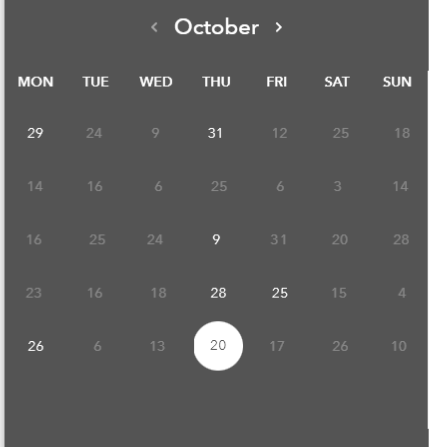 ‹ October ›
MON TUE WED THU FRI SAT SUN
29 24 9 31 12 25 18
14 16 6 25 6 3 14
16 25 24 9 31 20 28
23 16 18 28 25 15 4
26 6 13 20 17 26 10